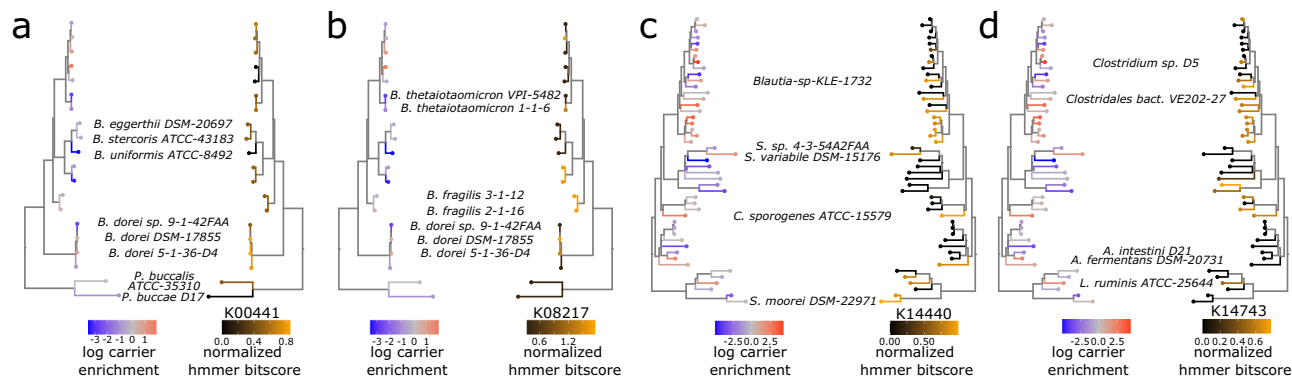 a
B. eggerthii DSM-20697
B. stercoris ATCC-43183
B. uniformis ATCC-8492
B. dorei sp. 9-1-42FAA
B. dorei DSM-17855
B. dorei 5-1-36-D4
P. buccalis
ATCC-35310
P. buccae D17
K00441
-3 -2 -1 0 1
0.0 0.4 0.8
log carrier
enrichment
normalized
hmmer bitscore
b
B. thetaiotaomicron VPI-5482
B. thetaiotaomicron 1-1-6
B. fragilis 3-1-12
B. fragilis 2-1-16
B. dorei sp. 9-1-42FAA
B. dorei DSM-17855
B. dorei 5-1-36-D4
K08217
-3 -2 -1 0 1
0.6 1.2
log carrier
enrichment
normalized
hmmer bitscore
c
Blautia-sp-KLE-1732
S. sp. 4-3-54A2FAA
S. variabile DSM-15176
C. sporogenes ATCC-15579
S. moorei DSM-22971
K14440
-2.50.0 2.5
0.00 0.50
log carrier
enrichment
normalized
hmmer bitscore
d
Clostridium sp. D5
Clostridales bact. VE202-27
A. intestini D21
A. fermentans DSM-20731
L. ruminis ATCC-25644
K14743
-2.50.0 2.5
0.0 0.2 0.4 0.6
log carrier
enrichment
normalized
hmmer bitscore